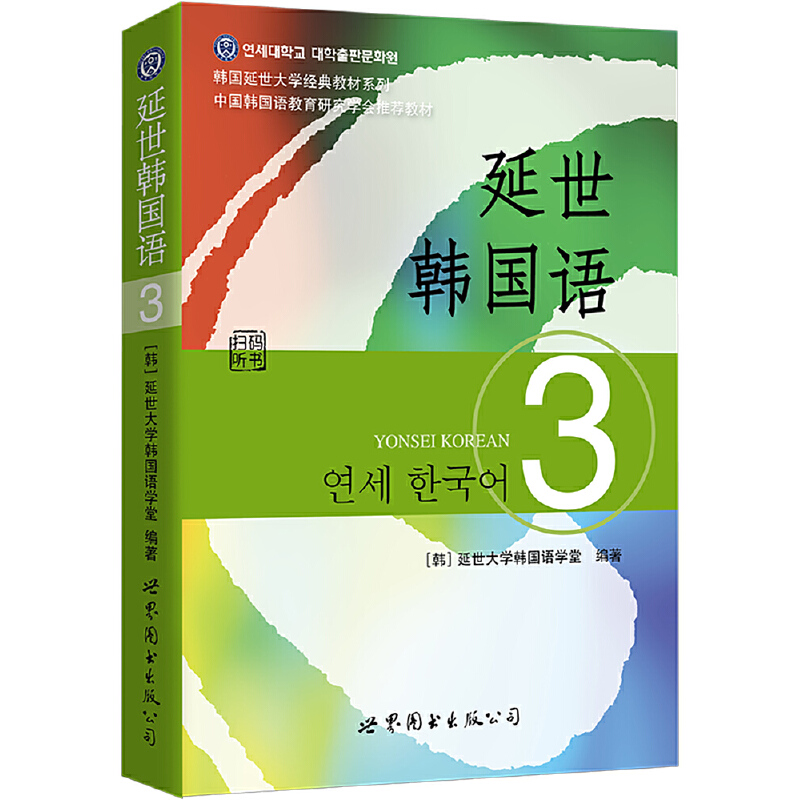 延世韩国语
3
[韩] 延世大学韩国语学堂 编著
世界图书出版公司
연세대학교 대학출판문화원
韩国延世大学经典教材系列
中国韩国语教育研究学会推荐教材
延世
韩国语
扫码
听书
3
YONSEI KOREAN
연세 한국어
[韩] 延世大学韩国语学堂 编著
世界图书出版公司